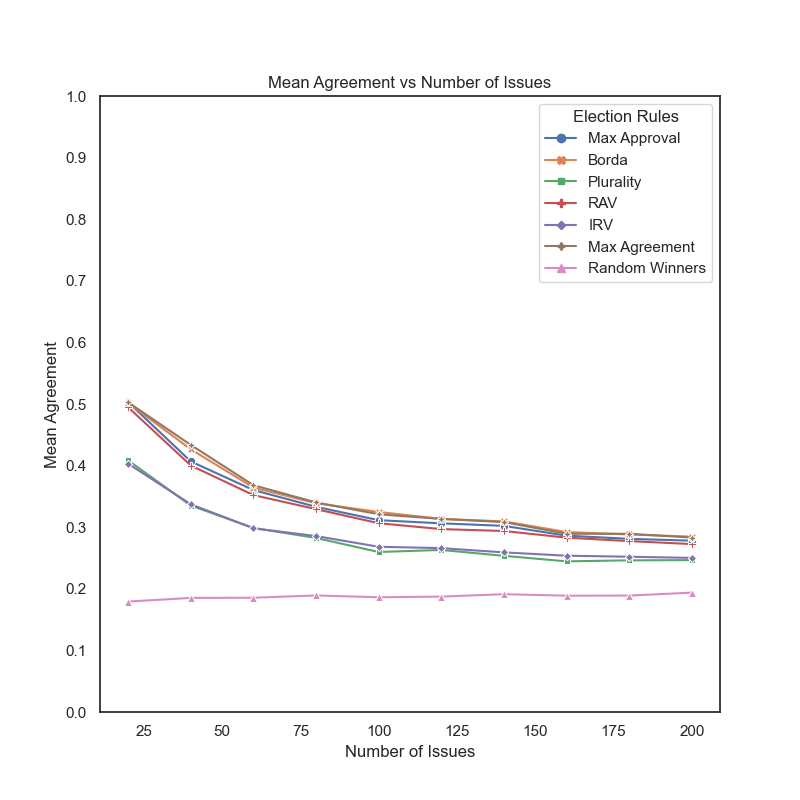 Mean Agreement vs Number of Issues
Election Rules
Max Approval
Borda
Plurality
RAV
IRV
Max Agreement
Random Winners
Mean Agreement
1.0
0.9
0.8
0.7
0.6
0.5
0.4
0.3
0.2
0.1
0.0
25 50 75 100 125 150 175 200
Number of Issues